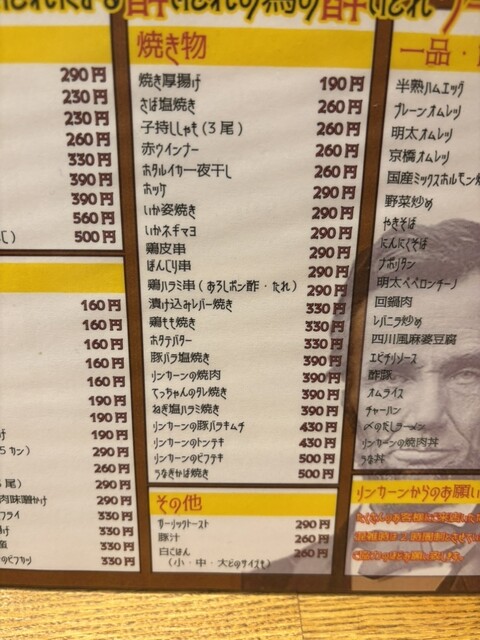 290円
230円
230円
260円
330円
390円
390円
560円
500円
160円
160円
160円
160円
160円
190円
190円
190円
290円
260円
290円
330円
330円
330円
330円
焼き物
焼き厚揚げ 190円
さば塩焼き 260円
子持ししゃも(3尾) 260円
赤ウインナー 260円
ホタルイカ一夜干し 260円
ホッケ 290円
いか姿焼き 290円
いかネギマヨ 290円
鶏皮串 290円
ぼんじり串 290円
鶏ハラミ串(おろしポン酢・たれ) 290円
漬け込みレバー焼き 330円
鶏もも焼き 330円
ホタテバター 330円
豚バラ塩焼き 390円
リンカーンの焼肉 390円
てっちゃんのタレ焼き 390円
ねぎ塩ハラミ焼き 390円
リンカーンの豚バラキムチ 430円
リンカーンのトンテキ 430円
リンカーンのビフテキ 500円
うなぎかば焼き 500円
その他
ガーリックトースト 290円
豚汁 260円
白ごはん 260円
(小・中・大どのサイズも)
一品・
半熟ハムエッグ
プレーンオムレツ
明太オムレツ
京橋オムレツ
国産ミックスホルモン
野菜炒め
やきそば
にんにくそば
ナポリタン
明太ペペロンチーノ
回鍋肉
レバニラ炒め
四川風麻婆豆腐
エビチリソース
酢豚
オムライス
チャーハン
〆のだしラーメン
リンカーンの焼肉丼
うな丼
リンカーンからのお願い